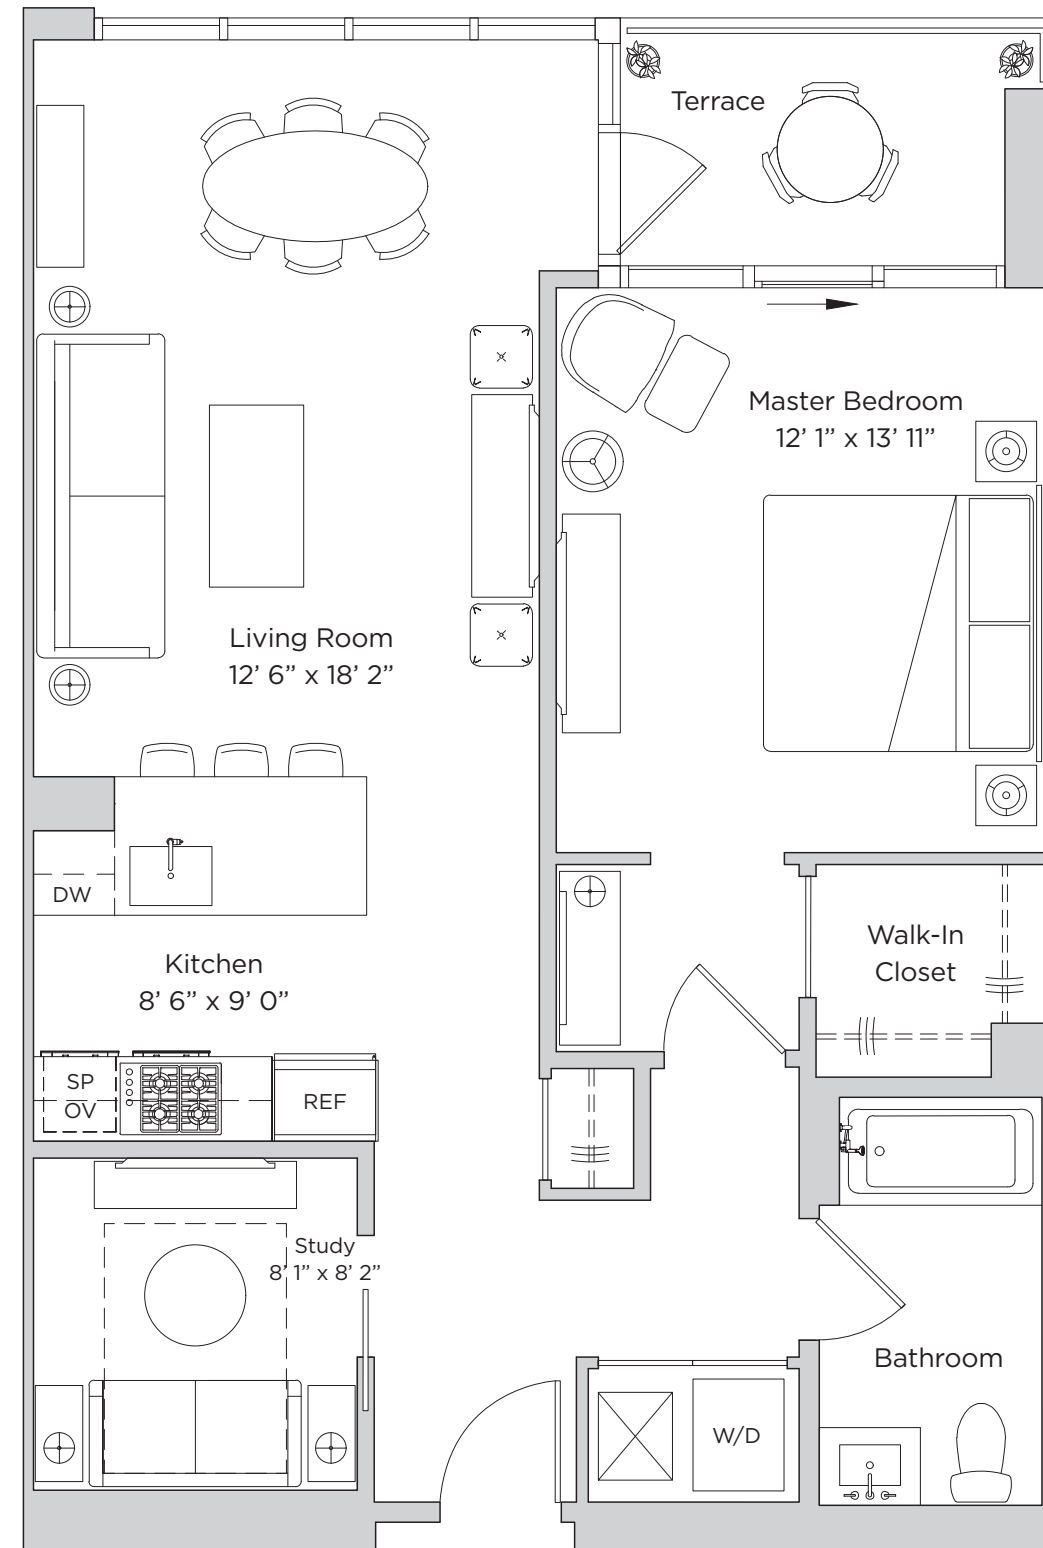 Terrace
Master Bedroom
12’ 1” x 13’ 11”
Living Room
12’ 6” x 18’ 2”
DW
Walk-In
Closet
Kitchen
8’ 6” x 9’ 0”
SP
OV
REF
Study
8’ 1” x 8’ 2”
Bathroom
W/D